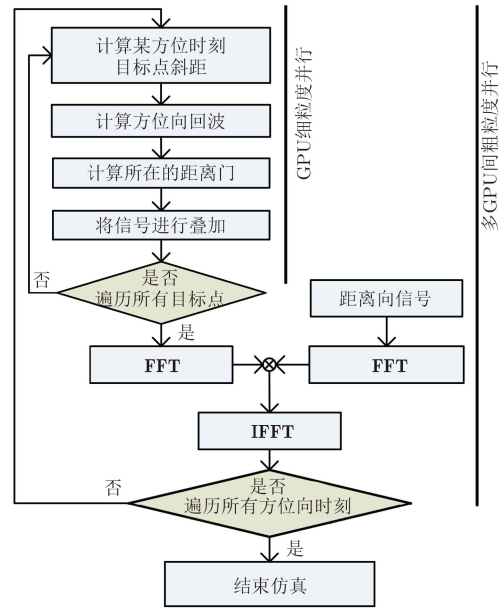 计算某方位时刻
目标点斜距
计算方位向回波
计算所在的距离门
将信号进行叠加
是否
遍历所有目标点
否
是
GPU细粒度并行
多GPU间粗粒度并行
距离向信号
FFT
FFT
IFFT
是否
遍历所有方位向时刻
否
是
结束仿真